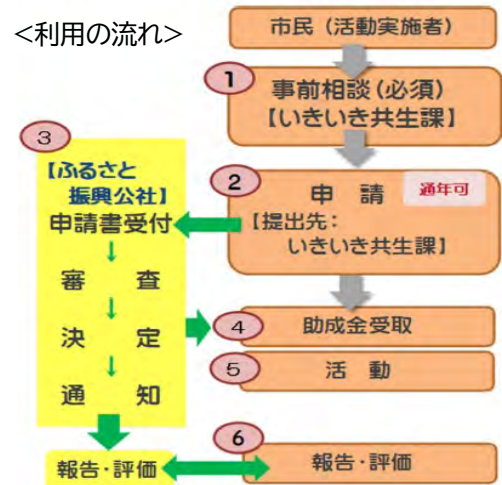 <利用の流れ>
市民（活動実施者）
1
事前相談（必須）
【いきいき共生課】
2
申 請
通年可
【提出先：
いきいき共生課】
3
【ふるさと
振興公社】
申請書受付
審 査
決 定
通 知
4
助成金受取
5
活 動
6
報告・評価
報告・評価